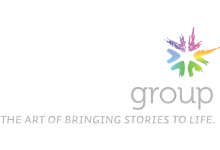 group
THE ART OF BRINGING STORIES TO LIFE.